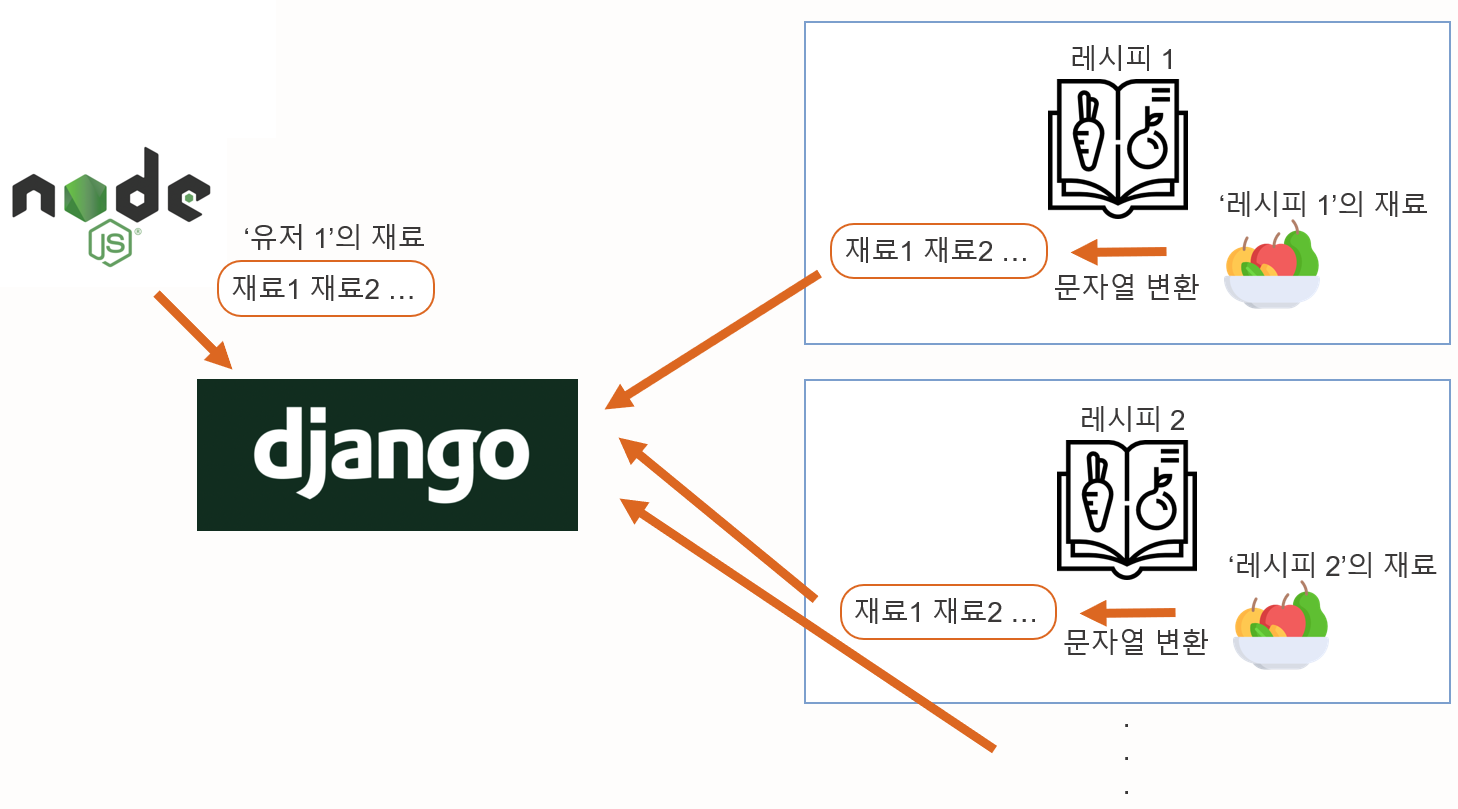 node
JS
‘유저 1’의 재료
재료1 재료2 …
django
레시피 1
‘레시피 1’의 재료
재료1 재료2 …
문자열 변환
레시피 2
‘레시피 2’의 재료
재료1 재료2 …
문자열 변환
.
.
.